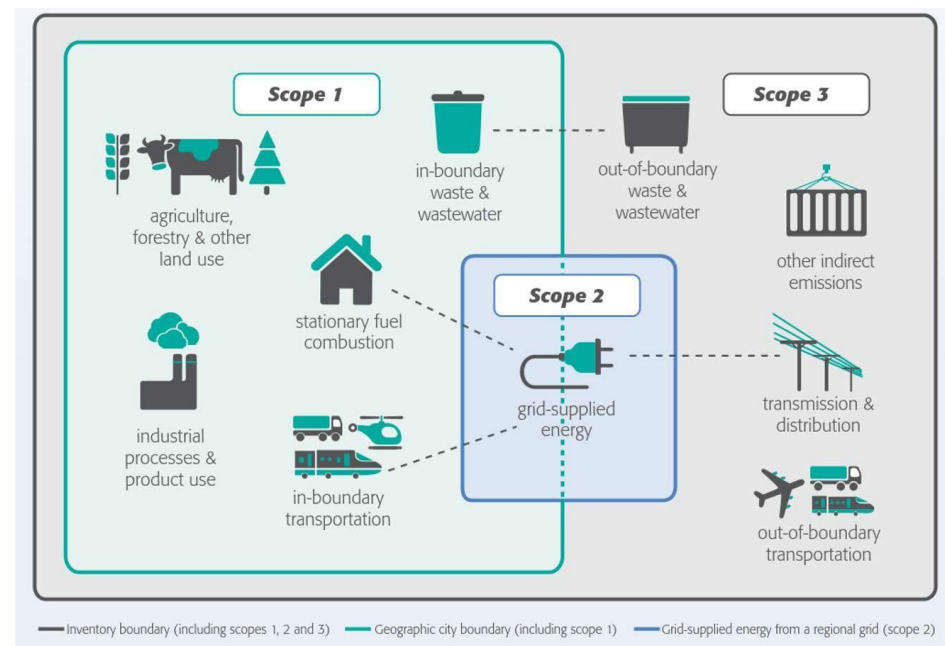 Scope 1
Scope 3
in-boundary
waste &
wastewater
out-of-boundary
waste &
wastewater
agriculture,
forestry & other
land use
other indirect
emissions
Scope 2
stationary fuel
combustion
grid-supplied
energy
transmission &
distribution
industrial
processes &
product use
in-boundary
transportation
out-of-boundary
transportation
Inventory boundary (including scopes 1, 2 and 3)
Geographic city boundary (including scope 1)
Grid-supplied energy from a regional grid (scope 2)